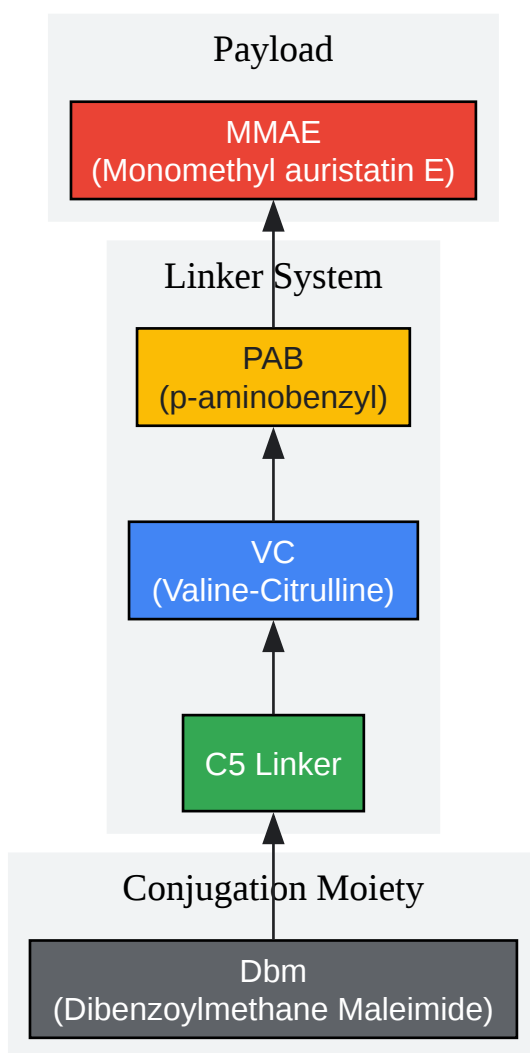 Payload
MMAE
(Monomethyl auristatin E)
Linker System
PAB
(p-aminobenzyl)
VC
(Valine-Citrulline)
C5 Linker
Conjugation Moiety
Dbm
(Dibenzoylmethane Maleimide)